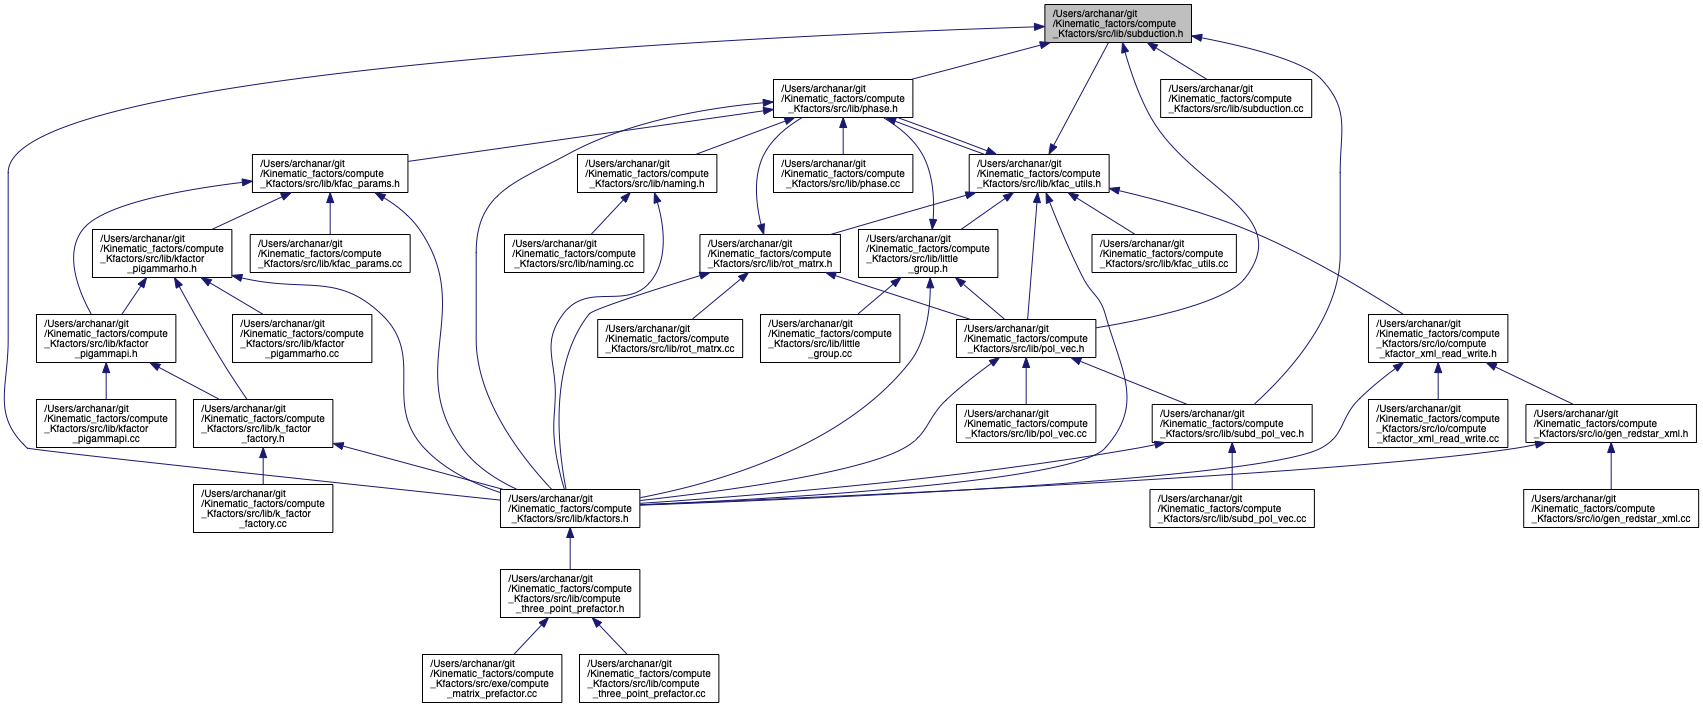 /Users/archanar/git
/Kinematic_factors/compute
_Kfactors/src/lib/subduction.h
/Users/archanar/git
/Kinematic_factors/compute
_Kfactors/src/lib/phase.h
/Users/archanar/git
/Kinematic_factors/compute
_Kfactors/src/lib/subduction.cc
/Users/archanar/git
/Kinematic_factors/compute
_Kfactors/src/lib/kfac_params.h
/Users/archanar/git
/Kinematic_factors/compute
_Kfactors/src/lib/naming.h
/Users/archanar/git
/Kinematic_factors/compute
_Kfactors/src/lib/phase.cc
/Users/archanar/git
/Kinematic_factors/compute
_Kfactors/src/lib/kfac_utils.h
/Users/archanar/git
/Kinematic_factors/compute
_Kfactors/src/lib/kfactor
_pigammarho.h
/Users/archanar/git
/Kinematic_factors/compute
_Kfactors/src/lib/kfac_params.cc
/Users/archanar/git
/Kinematic_factors/compute
_Kfactors/src/lib/naming.cc
/Users/archanar/git
/Kinematic_factors/compute
_Kfactors/src/lib/rot_matrx.h
/Users/archanar/git
/Kinematic_factors/compute
_Kfactors/src/lib/little
_group.h
/Users/archanar/git
/Kinematic_factors/compute
_Kfactors/src/lib/kfac_utils.cc
/Users/archanar/git
/Kinematic_factors/compute
_Kfactors/src/lib/kfactor
_pigammapi.h
/Users/archanar/git
/Kinematic_factors/compute
_Kfactors/src/lib/kfactor
_pigammarho.cc
/Users/archanar/git
/Kinematic_factors/compute
_Kfactors/src/lib/rot_matrx.cc
/Users/archanar/git
/Kinematic_factors/compute
_Kfactors/src/lib/little
_group.cc
/Users/archanar/git
/Kinematic_factors/compute
_Kfactors/src/lib/pol_vec.h
/Users/archanar/git
/Kinematic_factors/compute
_Kfactors/src/io/compute
_kfactor_xml_read_write.h
/Users/archanar/git
/Kinematic_factors/compute
_Kfactors/src/lib/kfactor
_pigammapi.cc
/Users/archanar/git
/Kinematic_factors/compute
_Kfactors/src/lib/k_factor
_factory.h
/Users/archanar/git
/Kinematic_factors/compute
_Kfactors/src/lib/pol_vec.cc
/Users/archanar/git
/Kinematic_factors/compute
_Kfactors/src/lib/subd_pol_vec.h
/Users/archanar/git
/Kinematic_factors/compute
_Kfactors/src/io/compute
_kfactor_xml_read_write.cc
/Users/archanar/git
/Kinematic_factors/compute
_Kfactors/src/io/gen_redstar_xml.h
/Users/archanar/git
/Kinematic_factors/compute
_Kfactors/src/lib/k_factor
_factory.cc
/Users/archanar/git
/Kinematic_factors/compute
_Kfactors/src/lib/kfactors.h
/Users/archanar/git
/Kinematic_factors/compute
_Kfactors/src/lib/subd_pol_vec.cc
/Users/archanar/git
/Kinematic_factors/compute
_Kfactors/src/io/gen_redstar_xml.cc
/Users/archanar/git
/Kinematic_factors/compute
_Kfactors/src/lib/compute
_three_point_prefactor.h
/Users/archanar/git
/Kinematic_factors/compute
_Kfactors/src/exe/compute
_matrix_prefactor.cc
/Users/archanar/git
/Kinematic_factors/compute
_Kfactors/src/lib/compute
_three_point_prefactor.cc